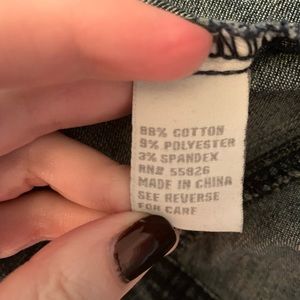 88% COTTON
9% POLYESTER
3% SPANDEX
RN# 55826
MADE IN CHINA
SEE REVERSE
FOR CARE